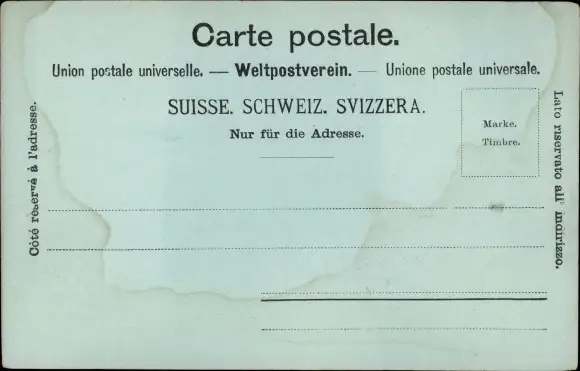 Carte postale.
Union postale universelle. — Weltpostverein. — Unione postale universale.
SUISSE. SCHWEIZ. SVIZZERA.
Nur für die Adresse.
Marke.
Timbre.
Côté réservé à l'adresse.
Lato riservato all' indirizzo.